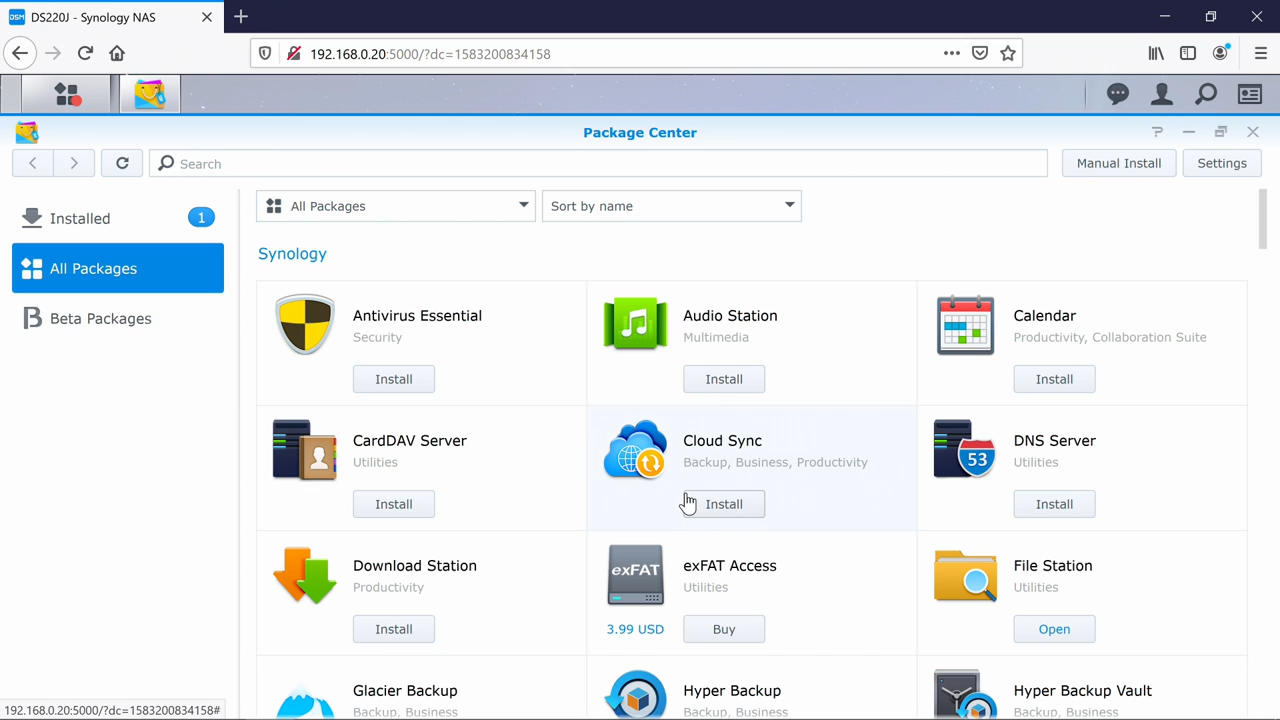 DSM DS220J - Synology NAS
192.168.0.20:5000/?dc=1583200834158
Package Center
Search
Manual Install
Settings
Installed
1
All Packages
Sort by name
All Packages
Beta Packages
Synology
Antivirus Essential
Security
Install
Audio Station
Multimedia
Install
Calendar
Productivity, Collaboration Suite
Install
CardDAV Server
Utilities
Install
Cloud Sync
Backup, Business, Productivity
Install
53
DNS Server
Utilities
Install
Download Station
Productivity
Install
exFAT
exFAT Access
Utilities
3.99 USD
Buy
File Station
Utilities
Open
Glacier Backup
Backup, Business
Hyper Backup
Backup, Business
Hyper Backup Vault
Backup, Business
192.168.0.20:5000/?dc=1583200834158#